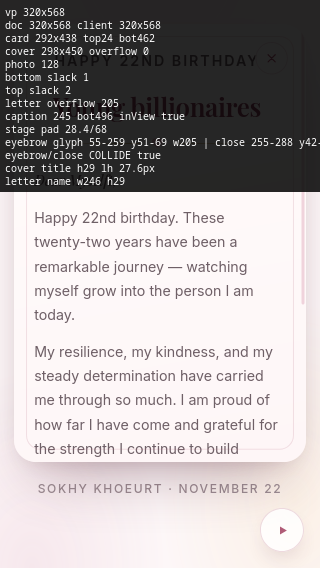 vp 320x568
doc 320x568 client 320x568
card 292x438 top24 bot462
cover 298x450 overflow 0
photo 128
bottom slack 1
top slack 2
letter overflow 205
caption 245 bot496 inView true
stage pad 28.4/68
eyebrow glyph 55-259 y51-69 w205 | close 255-288 y42-
eyebrow/close COLLIDE true
cover title h29 1h 27.6px
letter name w246 h29
HAPPY 22ND BIRTHDAY
billionaires
Happy 22nd birthday. These
twenty-two years have been a
remarkable journey — watching
myself grow into the person I am
today.
My resilience, my kindness, and my
steady determination have carried
me through so much. I am proud of
how far I have come and grateful for
the strength I continue to build
SOKHY KHOEURT · NOVEMBER 22